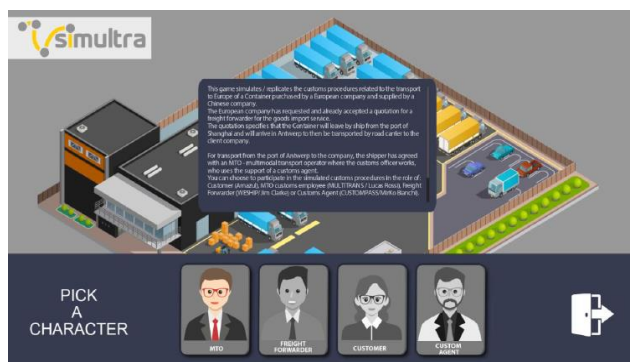 simultra
This game simulates / replicates the customs procedures related to the transport
to Europe of a Container purchased by a European company and supplied by a
Chinese company.
The European company has requested and already accepted a quotation for a
freight forwarder for the goods import service.
The quotation specifies that the Container will leave by ship from the port of
Shanghai and will arrive in Antwerp to then be transported by road carrier to the
client company.
For transport from the port of Antwerp to the company, the shipper has agreed
with an MTO - multimodal transport operator where the customs officer works,
who uses the support of a customs agent.
You can choose to participate in the simulated customs procedures in the role of:
Customer (Amazul), MTO customs employee (MULTITRANS / Lucas Rossi), Freight
Forwarder (WESHIP/ Jim Clarke) or Customs Agent (CUSTOMPASS/Mirko Bianchi).
PICK
A
CHARACTER
MTO
FREIGHT
FORWARDER
CUSTOMER
CUSTOM
AGENT